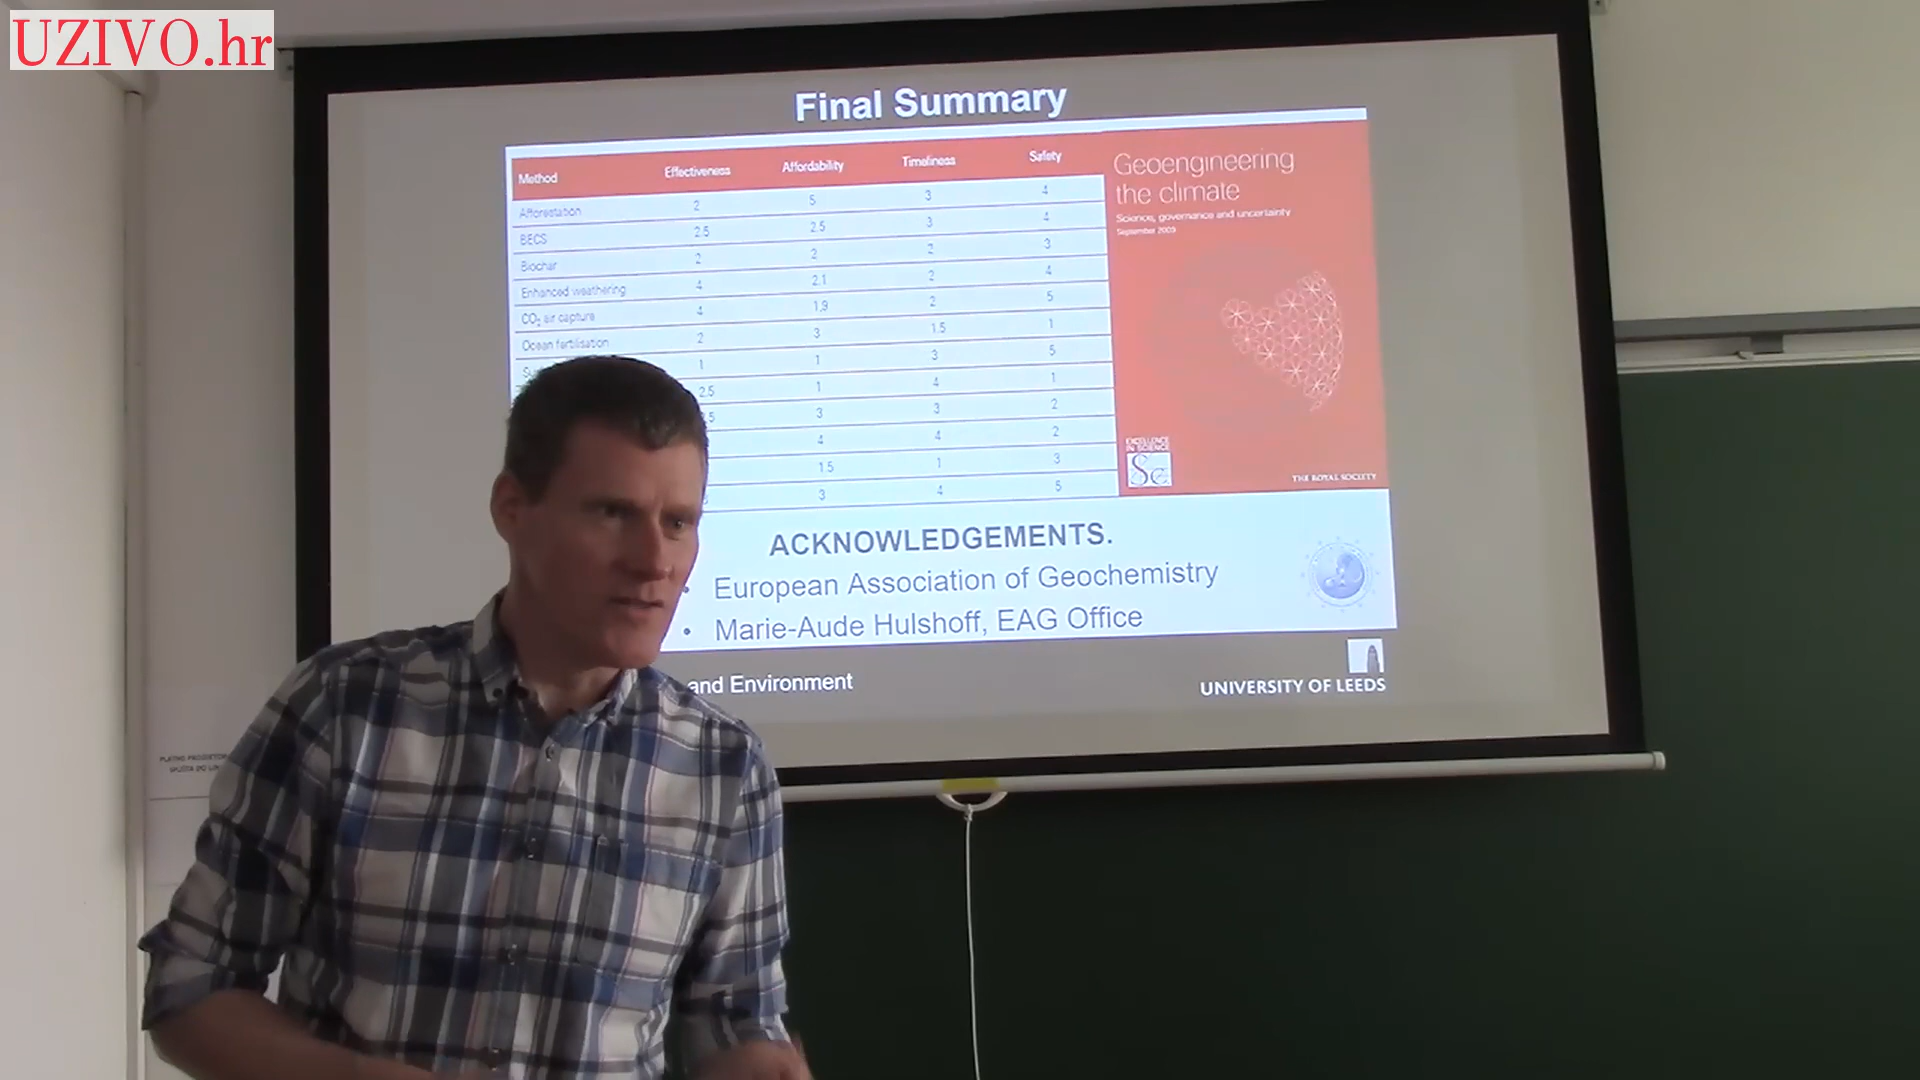 UZIVO.hr
Final Summary
Method Effectiveness Affordability Timeliness Safety
Afforestation 2 5 3 4
BECS 2.5 2.5 3 4
Biochar 2 2 2 3
Enhanced weathering 4 2.1 2 4
CO₂ air capture 4 1.9 2 5
Ocean fertilisation 2 3 1.5 1
1 1 3 5
2.5 1 4 1
3 3 2
4 4 2
1.5 1 3
3 4 5
Geoengineering
the climate
Science, governance and uncertainty
September 2009
EXCELLENCE
IN SCIENCE
THE ROYAL SOCIETY
ACKNOWLEDGEMENTS.
• European Association of Geochemistry
• Marie-Aude Hulshoff, EAG Office
and Environment
UNIVERSITY OF LEEDS